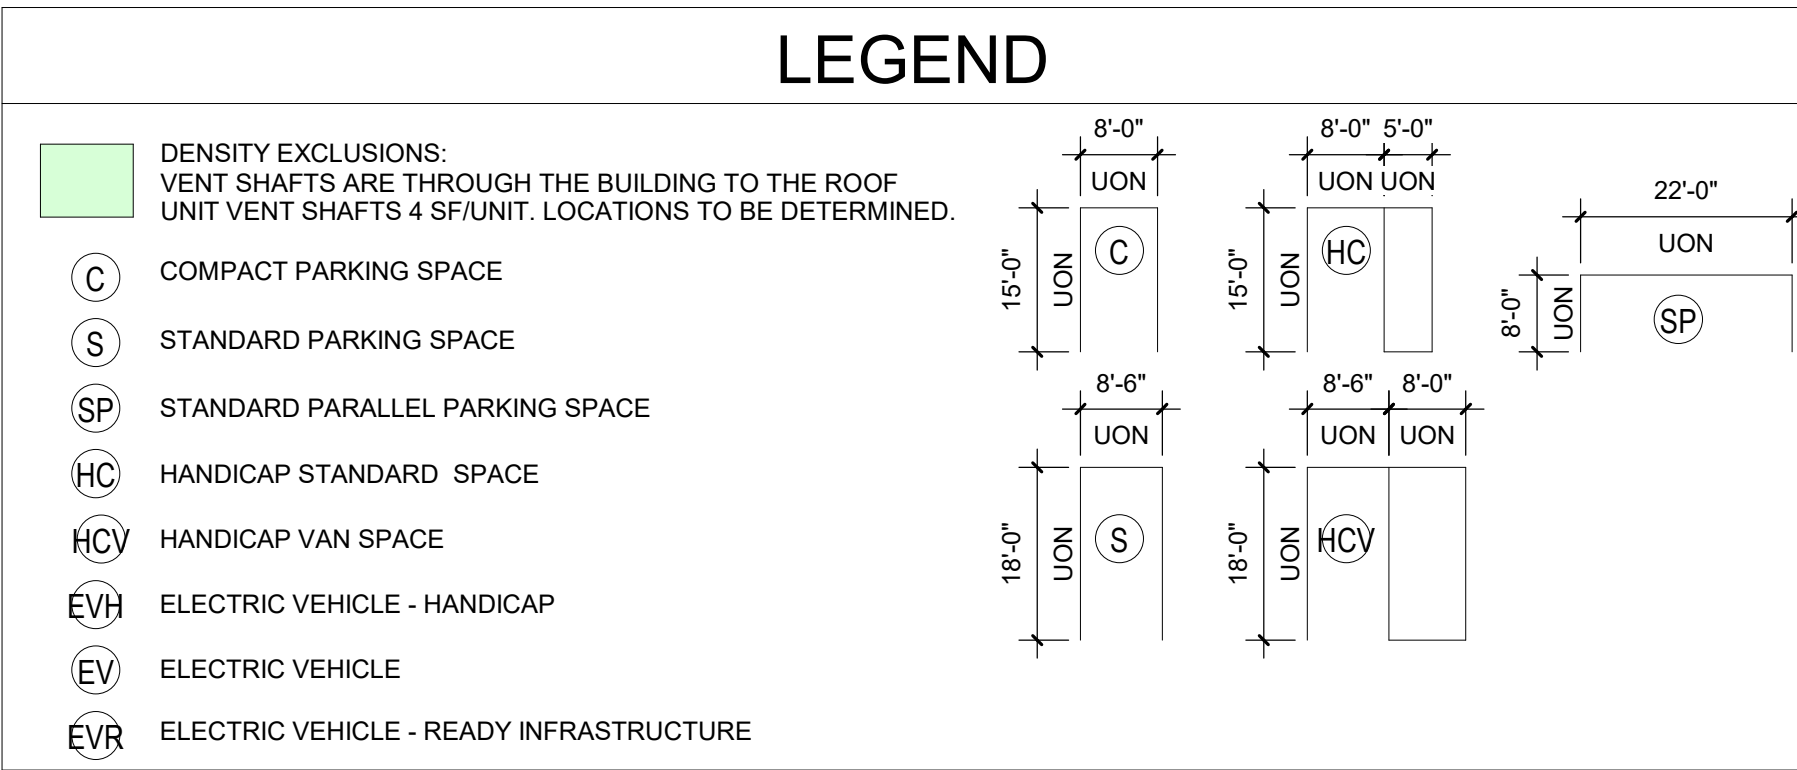 LEGEND
DENSITY EXCLUSIONS:
VENT SHAFTS ARE THROUGH THE BUILDING TO THE ROOF
UNIT VENT SHAFTS 4 SF/UNIT. LOCATIONS TO BE DETERMINED.
C COMPACT PARKING SPACE
S STANDARD PARKING SPACE
SP STANDARD PARALLEL PARKING SPACE
HC HANDICAP STANDARD SPACE
HCV HANDICAP VAN SPACE
EVH ELECTRIC VEHICLE - HANDICAP
EV ELECTRIC VEHICLE
EVR ELECTRIC VEHICLE - READY INFRASTRUCTURE
8'-0"
UON
15'-0"
UON
C
8'-0" 5'-0"
UON UON
15'-0"
UON
HC
22'-0"
UON
8'-0"
UON
SP
8'-6"
UON
18'-0"
UON
S
8'-6" 8'-0"
UON UON
18'-0"
UON
HCV